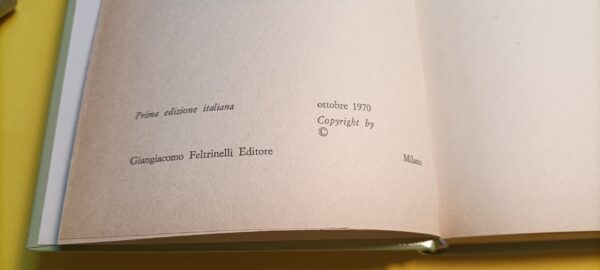 Prima edizione italiana
ottobre 1970
Copyright by
©
Giangiacomo Feltrinelli Editore
Milano